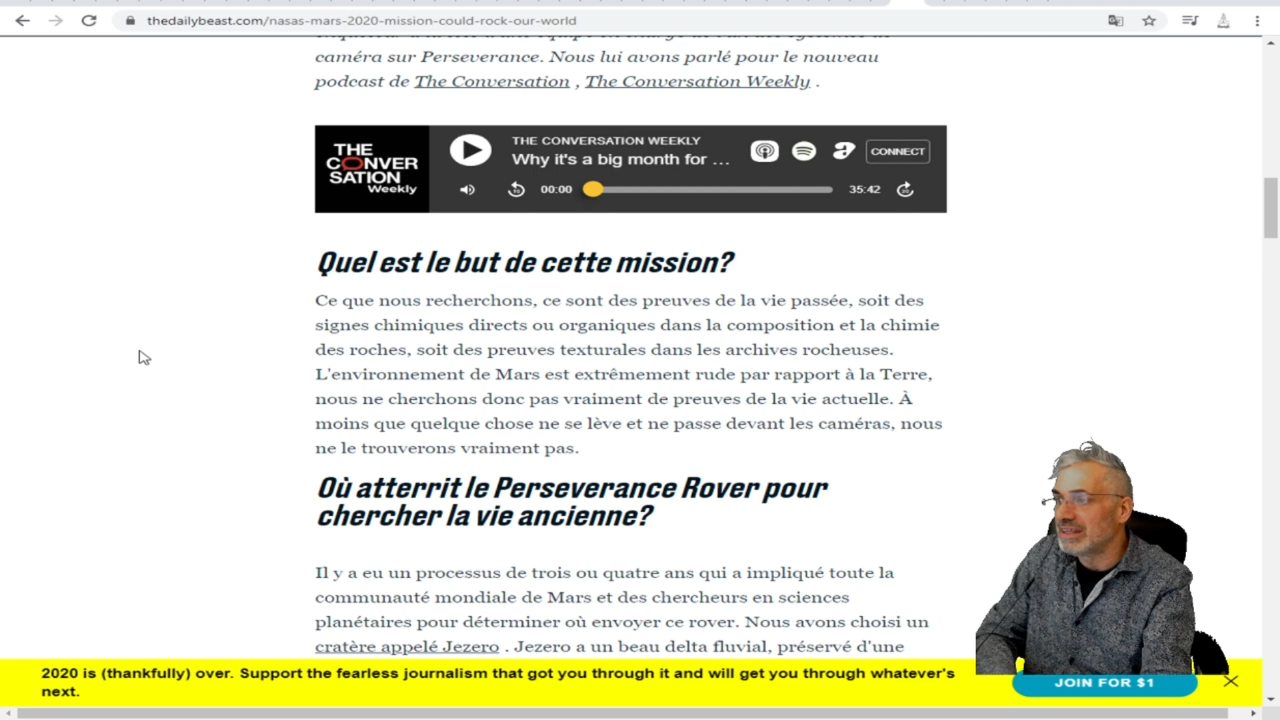 thedailybeast.com/nasas-mars-2020-mission-could-rock-our-world
caméra sur Perseverance. Nous lui avons parlé pour le nouveau
podcast de The Conversation , The Conversation Weekly .
THE
CONVER
SATION
Weekly
THE CONVERSATION WEEKLY
Why it's a big month for ...
CONNECT
00:00
35:42
Quel est le but de cette mission?
Ce que nous recherchons, ce sont des preuves de la vie passée, soit des
signes chimiques directs ou organiques dans la composition et la chimie
des roches, soit des preuves texturales dans les archives rocheuses.
L'environnement de Mars est extrêmement rude par rapport à la Terre,
nous ne cherchons donc pas vraiment de preuves de la vie actuelle. À
moins que quelque chose ne se lève et ne passe devant les caméras, nous
ne le trouverons vraiment pas.
Où atterrit le Perseverance Rover pour
chercher la vie ancienne?
Il y a eu un processus de trois ou quatre ans qui a impliqué toute la
communauté mondiale de Mars et des chercheurs en sciences
planétaires pour déterminer où envoyer ce rover. Nous avons choisi un
cratère appelé Jezero . Jezero a un beau delta fluvial, préservé d'une
2020 is (thankfully) over. Support the fearless journalism that got you through it and will get you through whatever's
next.
JOIN FOR $1